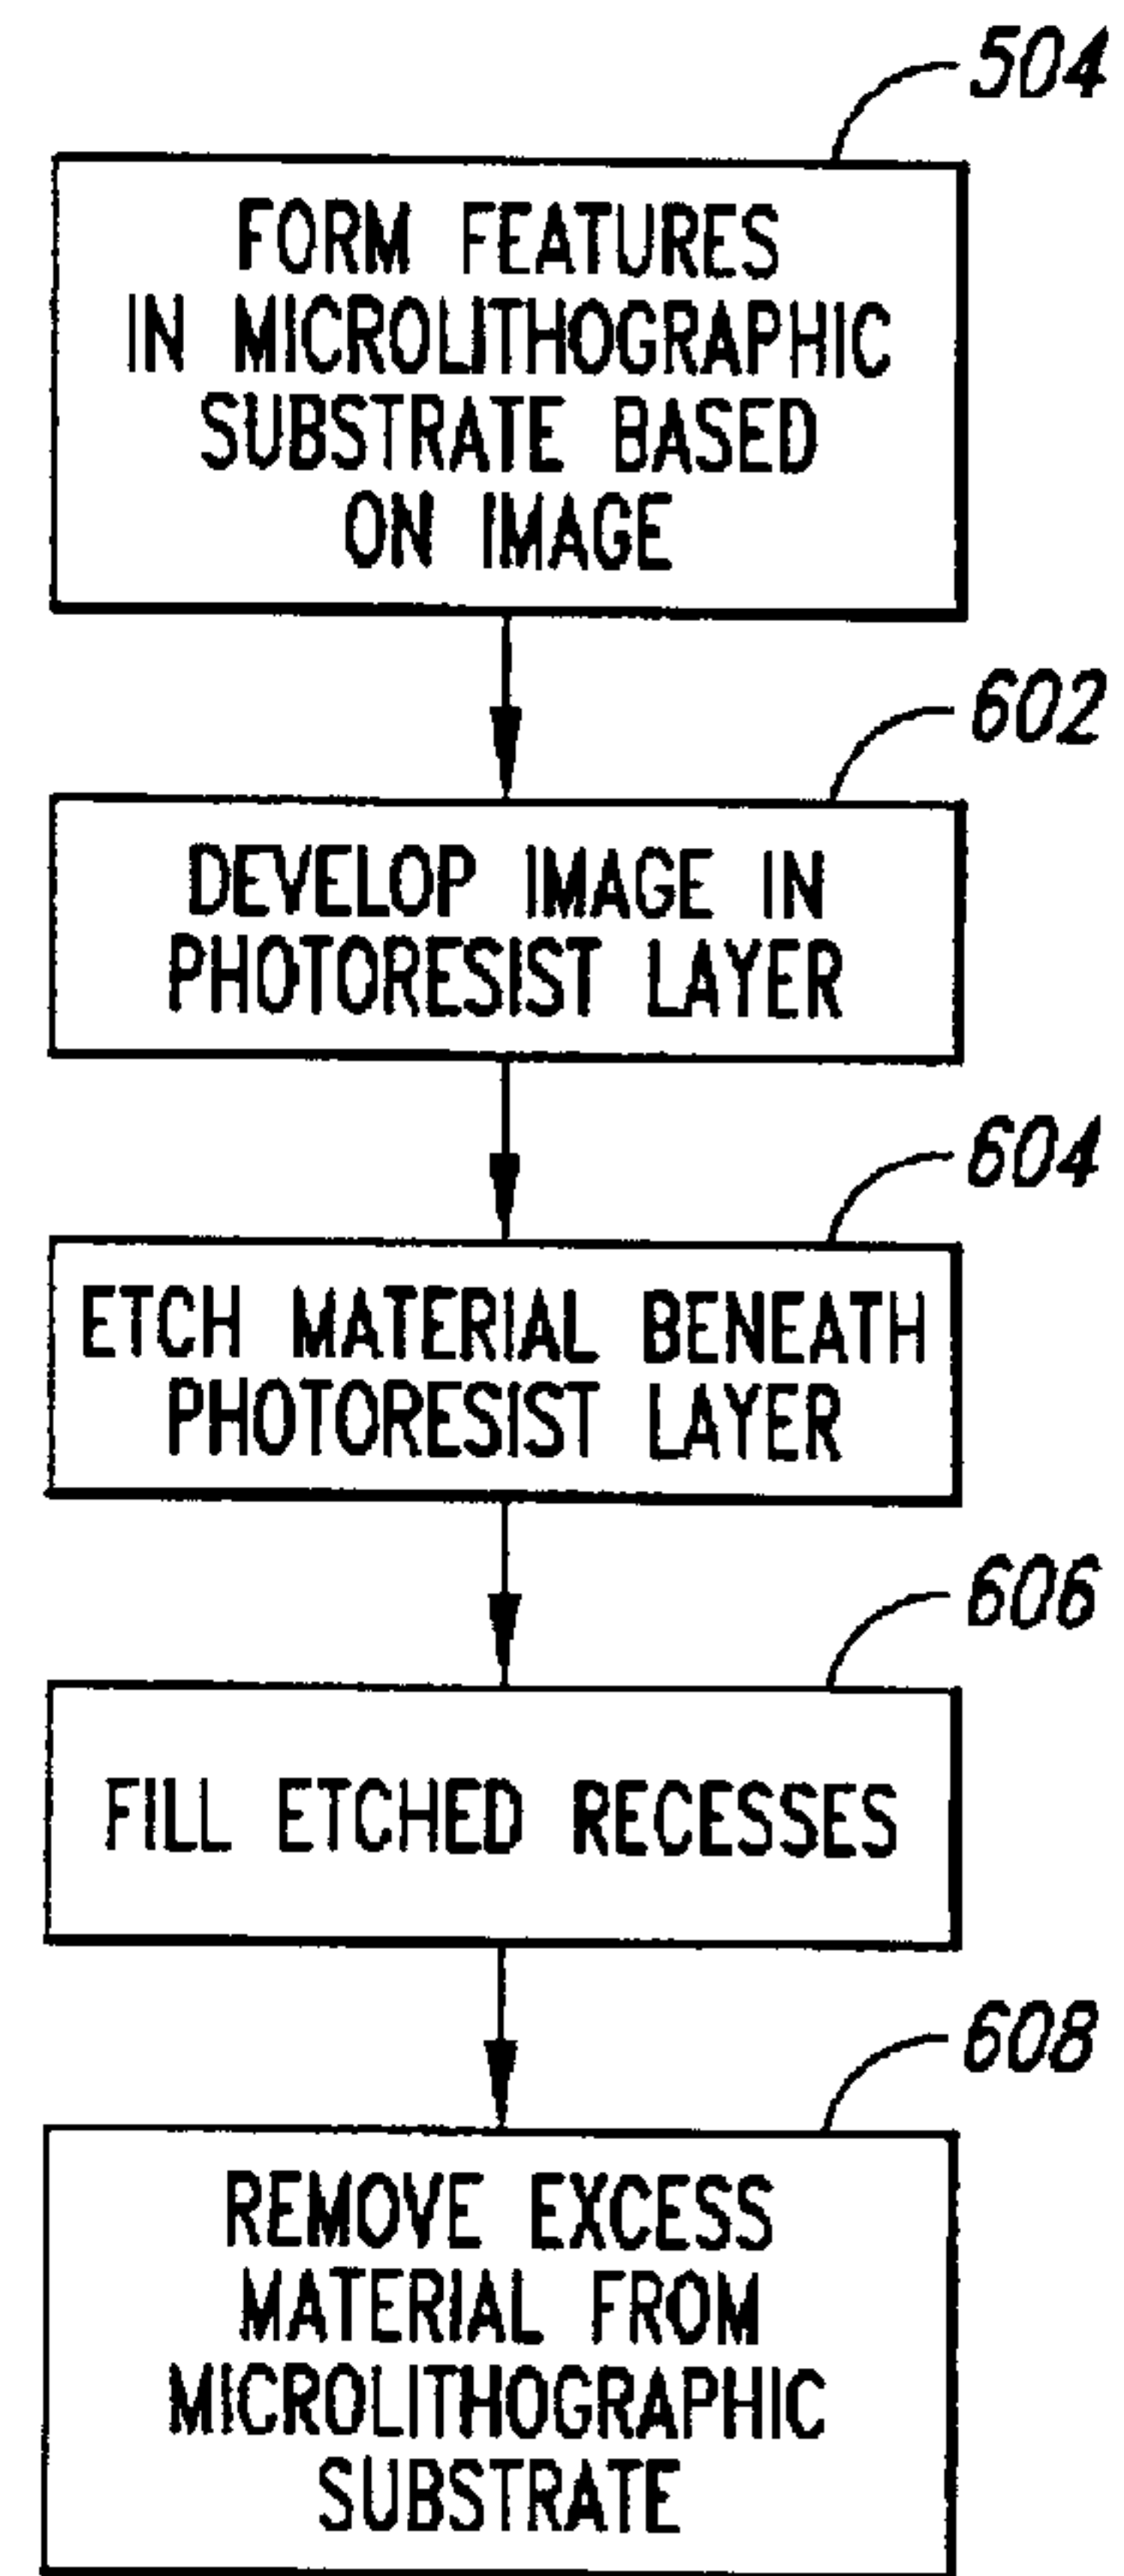 504
FORM FEATURES
IN MICROLITHOGRAPHIC
SUBSTRATE BASED
ON IMAGE
602
DEVELOP IMAGE IN
PHOTORESIST LAYER
604
ETCH MATERIAL BENEATH
PHOTORESIST LAYER
606
FILL ETCHED RECESSES
608
REMOVE EXCESS
MATERIAL FROM
MICROLITHOGRAPHIC
SUBSTRATE